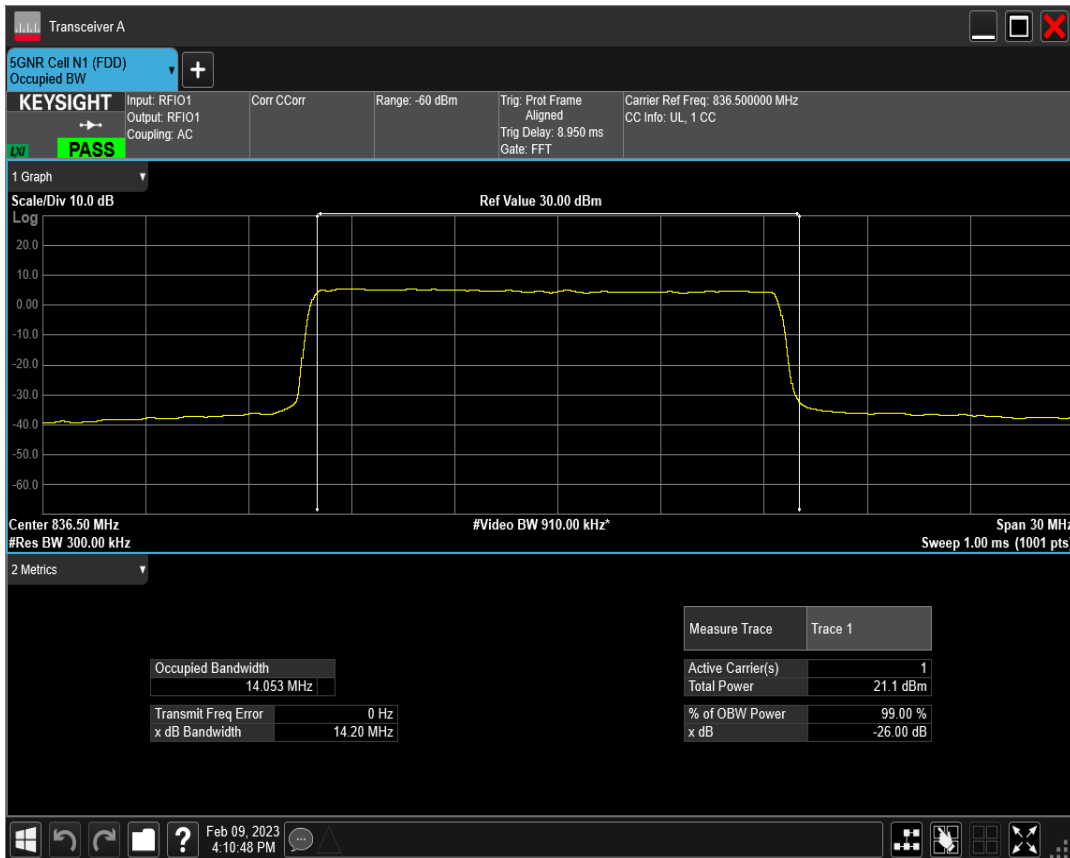 Transceiver A
5GNR Cell N1 (FDD)
Occupied BW
KEYSIGHT
LXI
PASS
Input: RFIO1
Output: RFIO1
Coupling: AC
Corr CCorr
Range: -60 dBm
Trig: Prot Frame
Aligned
Trig Delay: 8.950 ms
Gate: FFT
Carrier Ref Freq: 836.500000 MHz
CC Info: UL, 1 CC
1 Graph
Scale/Div 10.0 dB
Ref Value 30.00 dBm
Log
20.0
10.0
0.00
-10.0
-20.0
-30.0
-40.0
-50.0
-60.0
Center 836.50 MHz
#Video BW 910.00 kHz*
Span 30 MHz
#Res BW 300.00 kHz
Sweep 1.00 ms (1001 pts)
2 Metrics
Measure Trace Trace 1
Occupied Bandwidth
14.053 MHz
Transmit Freq Error 0 Hz
x dB Bandwidth 14.20 MHz
Active Carrier(s) 1
Total Power 21.1 dBm
% of OBW Power 99.00 %
x dB -26.00 dB
Feb 09, 2023
4:10:48 PM